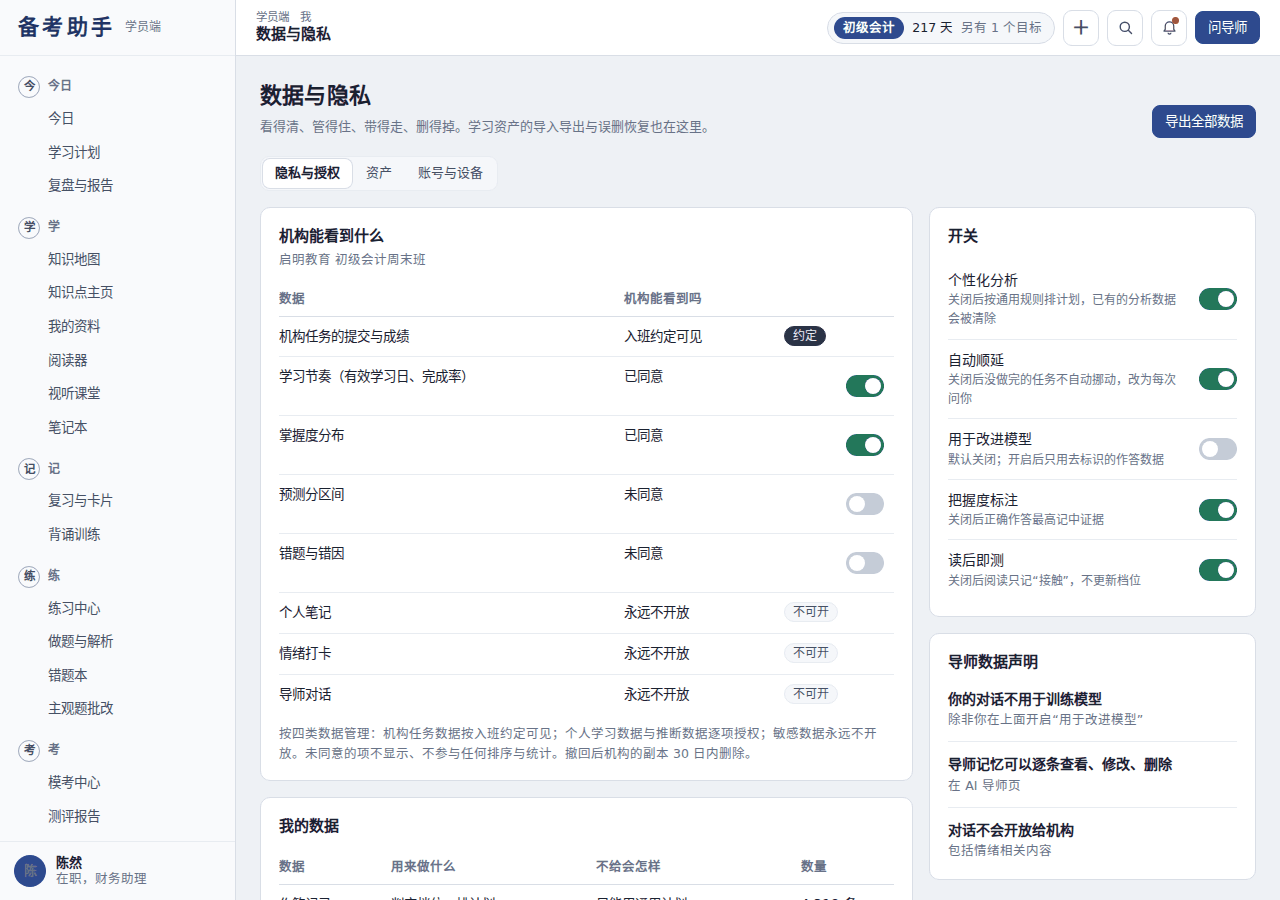 备考助手 学员端
今 今日
今日
学习计划
复盘与报告
学 学
知识地图
知识点主页
我的资料
阅读器
视听课堂
笔记本
记 记
复习与卡片
背诵训练
练 练
练习中心
做题与解析
错题本
主观题批改
考 考
模考中心
测评报告
陈 陈然
在职，财务助理
学员端 我
数据与隐私
初级会计 217 天 另有 1 个目标
问导师
数据与隐私
看得清、管得住、带得走、删得掉。学习资产的导入导出与误删恢复也在这里。
导出全部数据
隐私与授权 资产 账号与设备
机构能看到什么
启明教育 初级会计周末班
数据 机构能看到吗
机构任务的提交与成绩 入班约定可见 约定
学习节奏（有效学习日、完成率） 已同意
掌握度分布 已同意
预测分区间 未同意
错题与错因 未同意
个人笔记 永远不开放 不可开
情绪打卡 永远不开放 不可开
导师对话 永远不开放 不可开
按四类数据管理：机构任务数据按入班约定可见；个人学习数据与推断数据逐项授权；敏感数据永远不开
放。未同意的项不显示、不参与任何排序与统计。撤回后机构的副本 30 日内删除。
我的数据
数据 用来做什么 不给会怎样 数量
开关
个性化分析
关闭后按通用规则排计划，已有的分析数据
会被清除
自动顺延
关闭后没做完的任务不自动挪动，改为每次
问你
用于改进模型
默认关闭；开启后只用去标识的作答数据
把握度标注
关闭后正确作答最高记中证据
读后即测
关闭后阅读只记“接触”，不更新档位
导师数据声明
你的对话不用于训练模型
除非你在上面开启“用于改进模型”
导师记忆可以逐条查看、修改、删除
在 AI 导师页
对话不会开放给机构
包括情绪相关内容